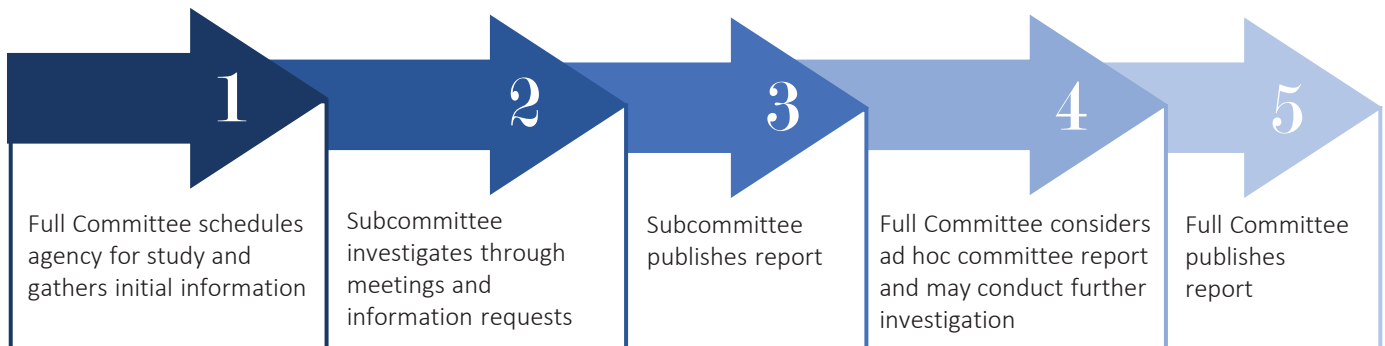 1
Full Committee schedules
agency for study and
gathers initial information
2
Subcommittee
investigates through
meetings and
information requests
3
Subcommittee
publishes report
4
Full Committee considers
ad hoc committee report
and may conduct further
investigation
5
Full Committee
publishes
report